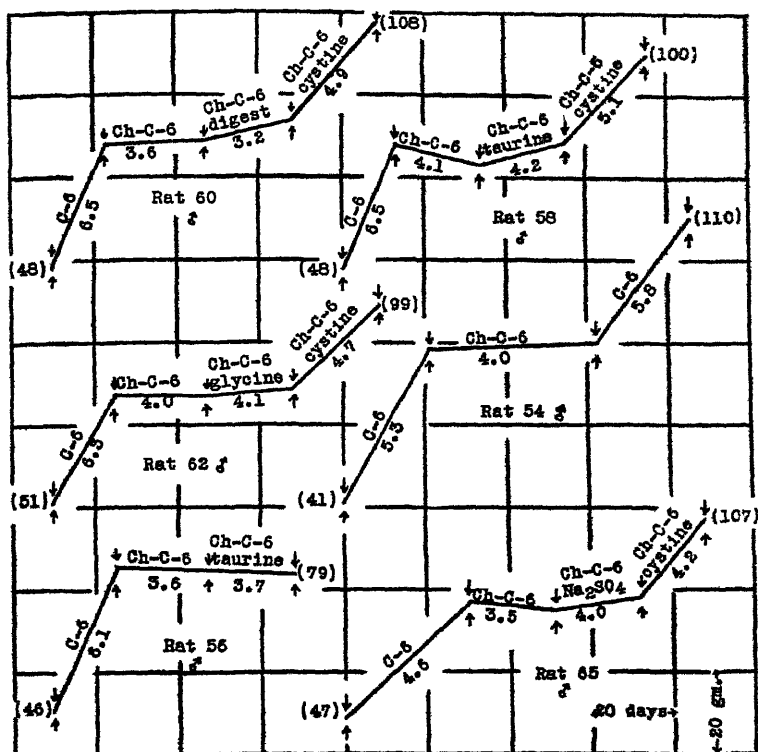 (108)
Ch-C-6
cystine
4.9
Ch-C-6
digest
3.2
Ch-C-6
3.6
C-6
6.5
(48)
Rat 60
♂
(100)
Ch-C-6
cystine
5.1
Ch-C-6
taurine
4.2
Ch-C-6
4.1
C-6
6.5
(48)
Rat 58
♂
(99)
Ch-C-6
cystine
4.7
Ch-C-6
glycine
4.1
Ch-C-6
4.0
C-6
6.3
(51)
Rat 62 ♂
(110)
C-6
5.8
Ch-C-6
4.0
C-6
5.3
(41)
Rat 54 ♂
Ch-C-6
taurine
3.7
(79)
Ch-C-6
3.6
C-6
6.1
(46)
Rat 56
♂
(107)
Ch-C-6
cystine
4.2
Ch-C-6
Na₂SO₄
4.0
Ch-C-6
3.5
C-6
4.6
(47)
Rat 65
♂
20 days
20 gm.